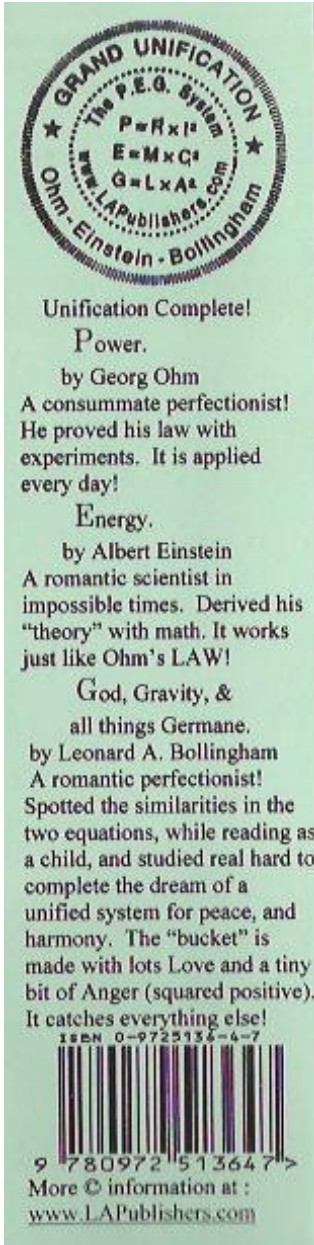 ★ GRAND UNIFICATION ★
The P.E.G. System
P=RxI²
E=MxC²
G=LxA²
www.LAPublishers.com
Ohm-Einstein-Bollingham
Unification Complete!
Power.
by Georg Ohm
A consummate perfectionist!
He proved his law with
experiments. It is applied
every day!
Energy.
by Albert Einstein
A romantic scientist in
impossible times. Derived his
“theory” with math. It works
just like Ohm’s LAW!
God, Gravity, &
all things Germane.
by Leonard A. Bollingham
A romantic perfectionist!
Spotted the similarities in the
two equations, while reading as
a child, and studied real hard to
complete the dream of a
unified system for peace, and
harmony. The “bucket” is
made with lots Love and a tiny
bit of Anger (squared positive).
It catches everything else!
ISBN 0-9725136-4-7
9 780972 513647 >
More © information at :
www.LAPublishers.com